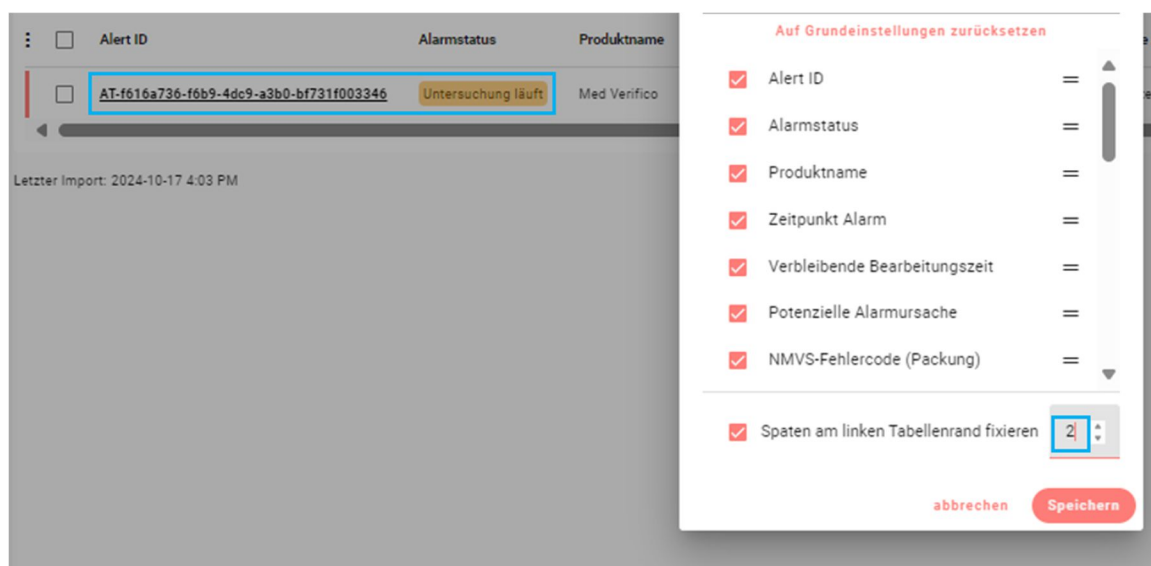 Alert ID Alarmstatus Produktname
AT-f616a736-f6b9-4dc9-a3b0-bf731f003346 Untersuchung läuft Med Verifico
Letzter Import: 2024-10-17 4:03 PM
Auf Grundeinstellungen zurücksetzen
Alert ID
Alarmstatus
Produktname
Zeitpunkt Alarm
Verbleibende Bearbeitungszeit
Potenzielle Alarmursache
NMVS-Fehlercode (Packung)
Spaten am linken Tabellenrand fixieren 2
abbrechen Speichern